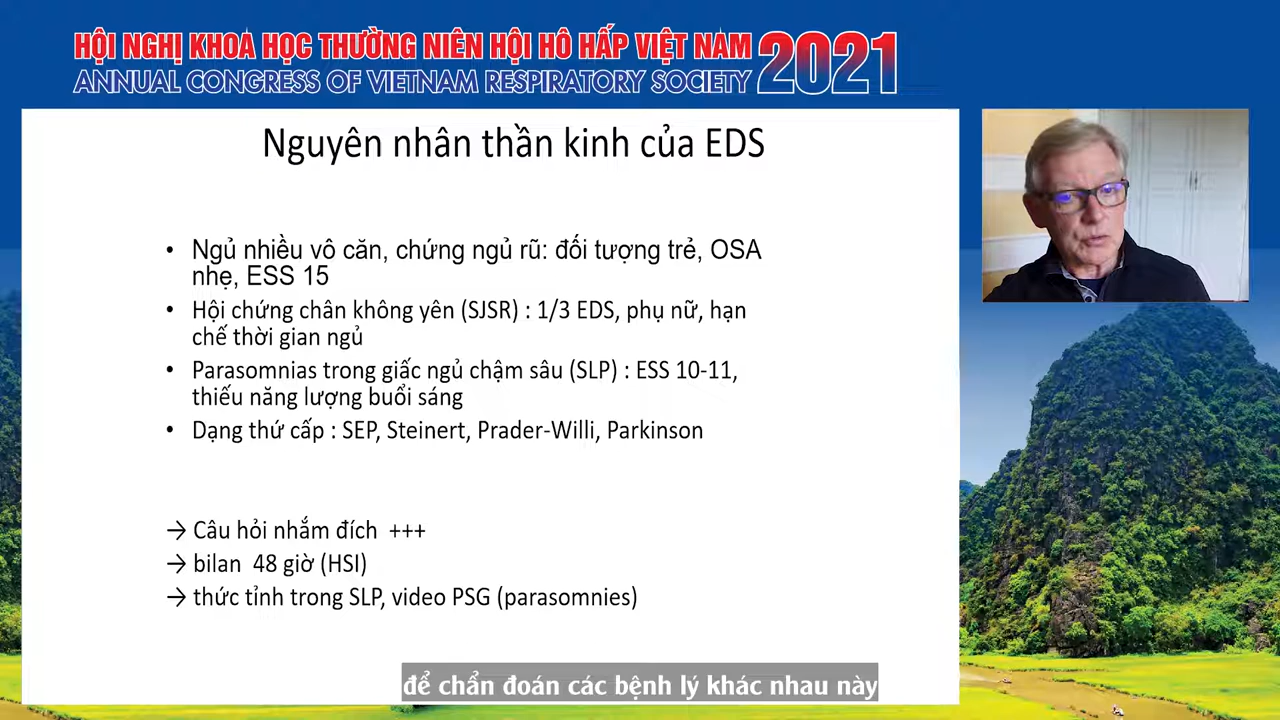 HỘI NGHỊ KHOA HỌC THƯỜNG NIÊN HỘI HÔ HẤP VIỆT NAM 2021
ANNUAL CONGRESS OF VIETNAM RESPIRATORY SOCIETY
Nguyên nhân thần kinh của EDS
• Ngủ nhiều vô căn, chứng ngủ rũ: đối tượng trẻ, OSA
nhẹ, ESS 15
• Hội chứng chân không yên (SJSR) : 1/3 EDS, phụ nữ, hạn
chế thời gian ngủ
• Parasomnias trong giấc ngủ chậm sâu (SLP) : ESS 10-11,
thiếu năng lượng buổi sáng
• Dạng thứ cấp : SEP, Steinert, Prader-Willi, Parkinson
→ Câu hỏi nhắm đích +++
→ bilan 48 giờ (HSI)
→ thức tỉnh trong SLP, video PSG (parasomnies)
để chẩn đoán các bệnh lý khác nhau này